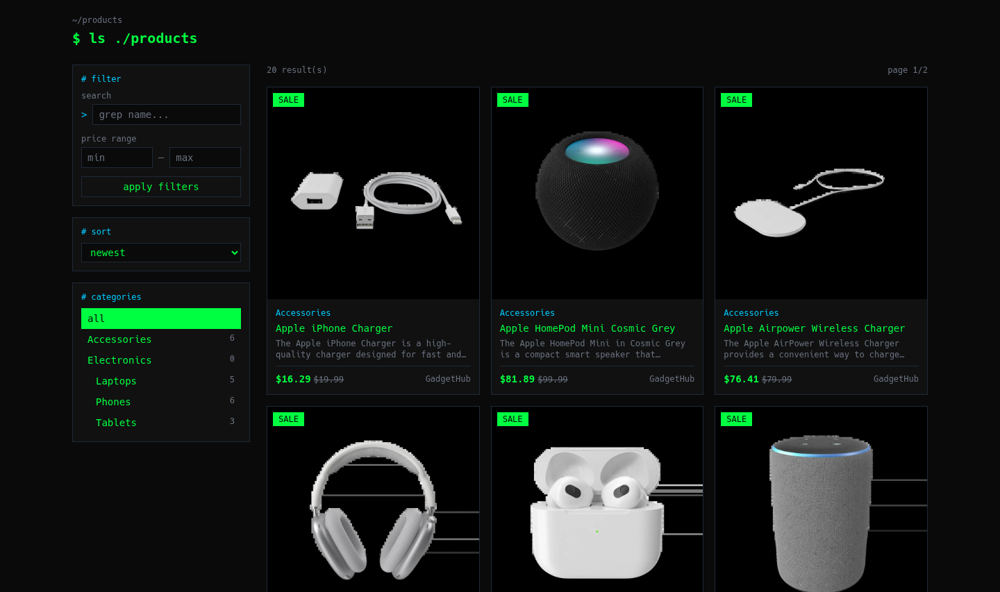 ~/products
$ ls ./products
# filter
search
> grep name...
price range
min – max
apply filters
# sort
newest
# categories
all
Accessories 6
Electronics 0
Laptops 5
Phones 6
Tablets 3
20 result(s) page 1/2
SALE
Accessories
Apple iPhone Charger
The Apple iPhone Charger is a high-
quality charger designed for fast and…
$16.29 $19.99 GadgetHub
SALE
Accessories
Apple HomePod Mini Cosmic Grey
The Apple HomePod Mini in Cosmic Grey
is a compact smart speaker that…
$81.89 $99.99 GadgetHub
SALE
Accessories
Apple Airpower Wireless Charger
The Apple AirPower Wireless Charger
provides a convenient way to charge…
$76.41 $79.99 GadgetHub
SALE
SALE
SALE